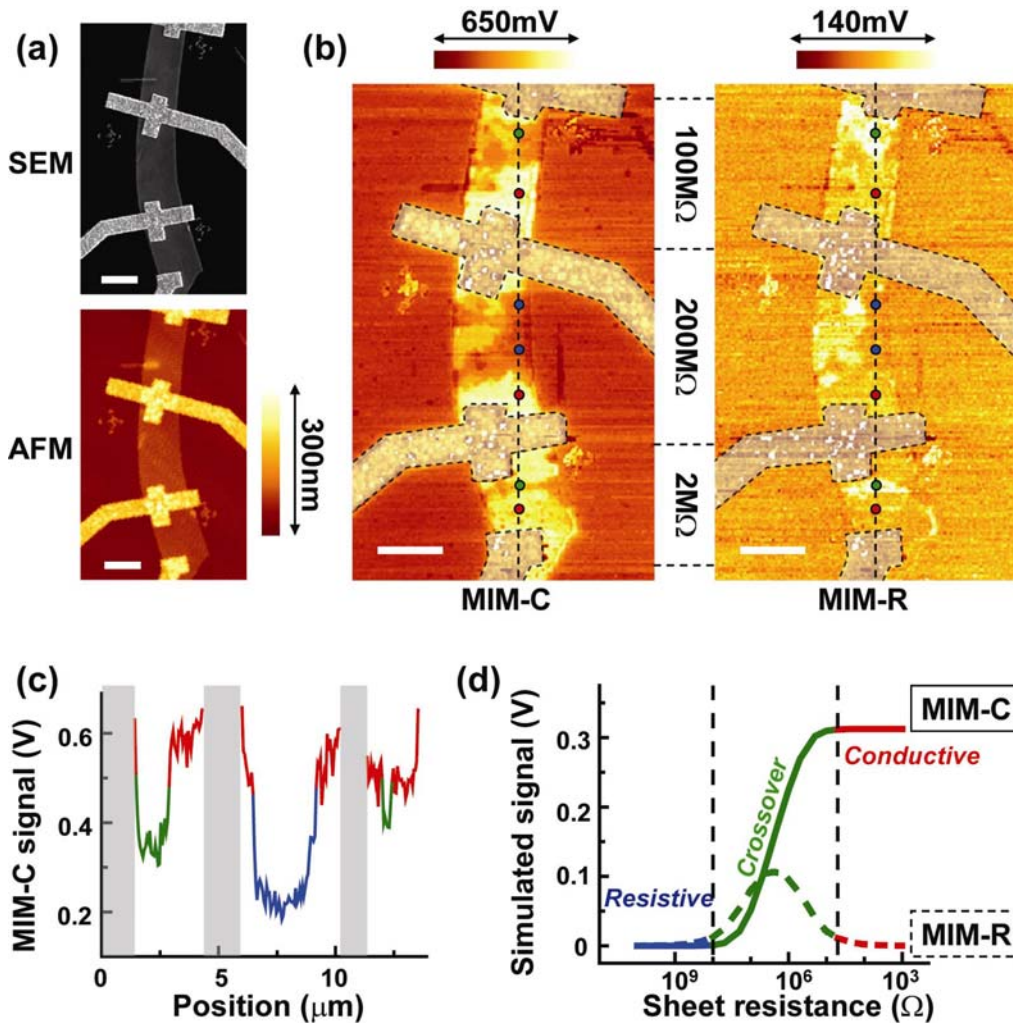 (a)
SEM
AFM
300nm
(b)
650mV
140mV
100MΩ
200MΩ
2MΩ
MIM-C
MIM-R
(c)
MIM-C signal (V)
0.6
0.4
0.2
0
5
10
Position (μm)
(d)
Simulated signal (V)
0.3
0.2
0.1
0
Resistive
Crossover
Conductive
MIM-C
MIM-R
10⁹
10⁶
10³
Sheet resistance (Ω)